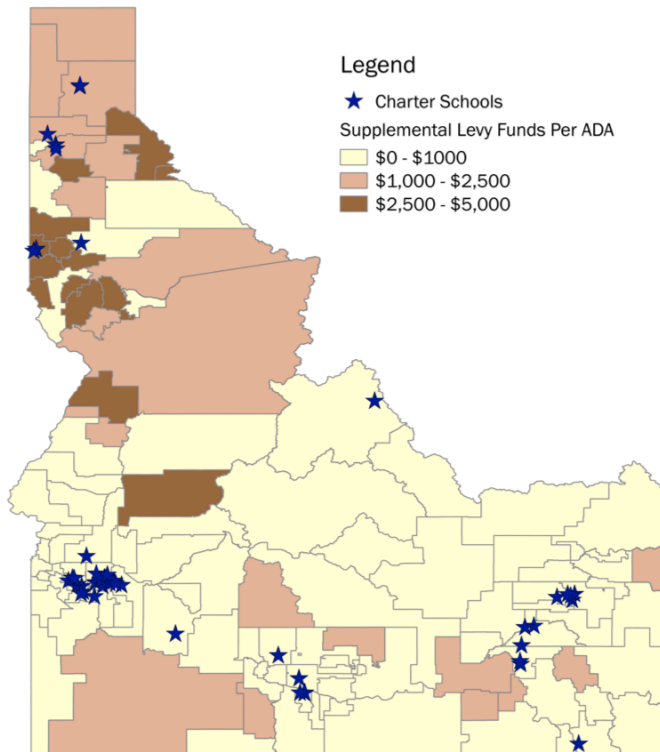 Legend
Charter Schools
Supplemental Levy Funds Per ADA
$0 - $1000
$1,000 - $2,500
$2,500 - $5,000